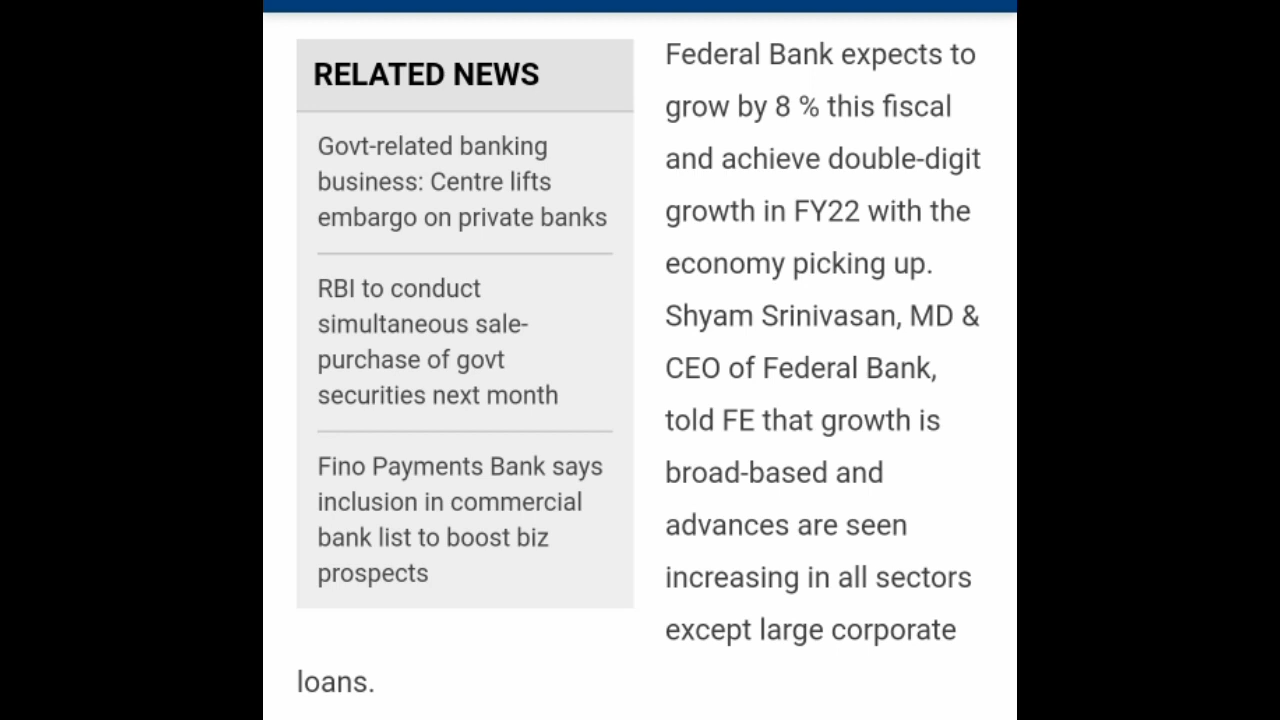 RELATED NEWS
Govt-related banking
business: Centre lifts
embargo on private banks
RBI to conduct
simultaneous sale-
purchase of govt
securities next month
Fino Payments Bank says
inclusion in commercial
bank list to boost biz
prospects
Federal Bank expects to
grow by 8 % this fiscal
and achieve double-digit
growth in FY22 with the
economy picking up.
Shyam Srinivasan, MD &
CEO of Federal Bank,
told FE that growth is
broad-based and
advances are seen
increasing in all sectors
except large corporate
loans.